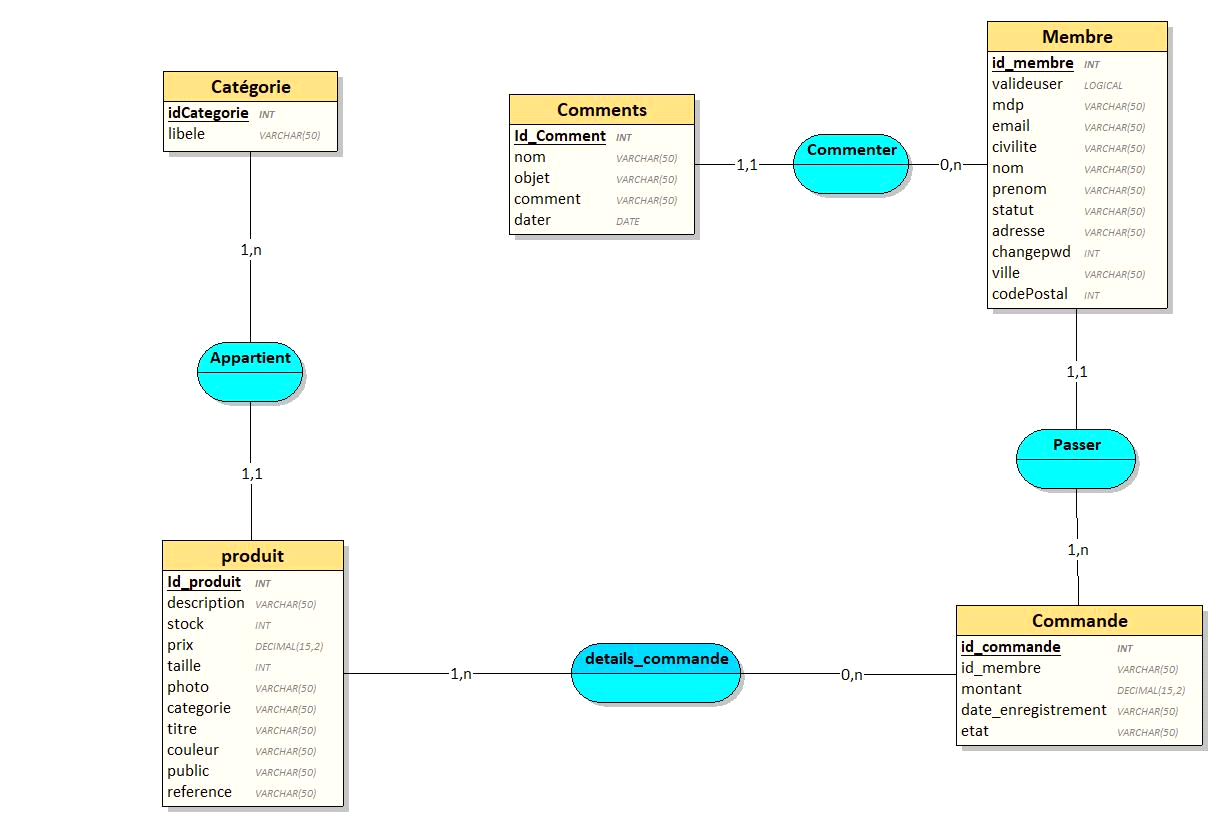 Catégorie
idCategorie INT
libele VARCHAR(50)
1,n
Appartient
1,1
produit
Id_produit INT
description VARCHAR(50)
stock INT
prix DECIMAL(15,2)
taille INT
photo VARCHAR(50)
categorie VARCHAR(50)
titre VARCHAR(50)
couleur VARCHAR(50)
public VARCHAR(50)
reference VARCHAR(50)
Comments
Id_Comment INT
nom VARCHAR(50)
objet VARCHAR(50)
comment VARCHAR(50)
dater DATE
1,1
Commenter
0,n
Membre
id_membre INT
valideuser LOGICAL
mdp VARCHAR(50)
email VARCHAR(50)
civilite VARCHAR(50)
nom VARCHAR(50)
prenom VARCHAR(50)
statut VARCHAR(50)
adresse VARCHAR(50)
changepwd INT
ville VARCHAR(50)
codePostal INT
1,1
Passer
1,n
1,n
details_commande
0,n
Commande
id_commande INT
id_membre VARCHAR(50)
montant DECIMAL(15,2)
date_enregistrement VARCHAR(50)
etat VARCHAR(50)